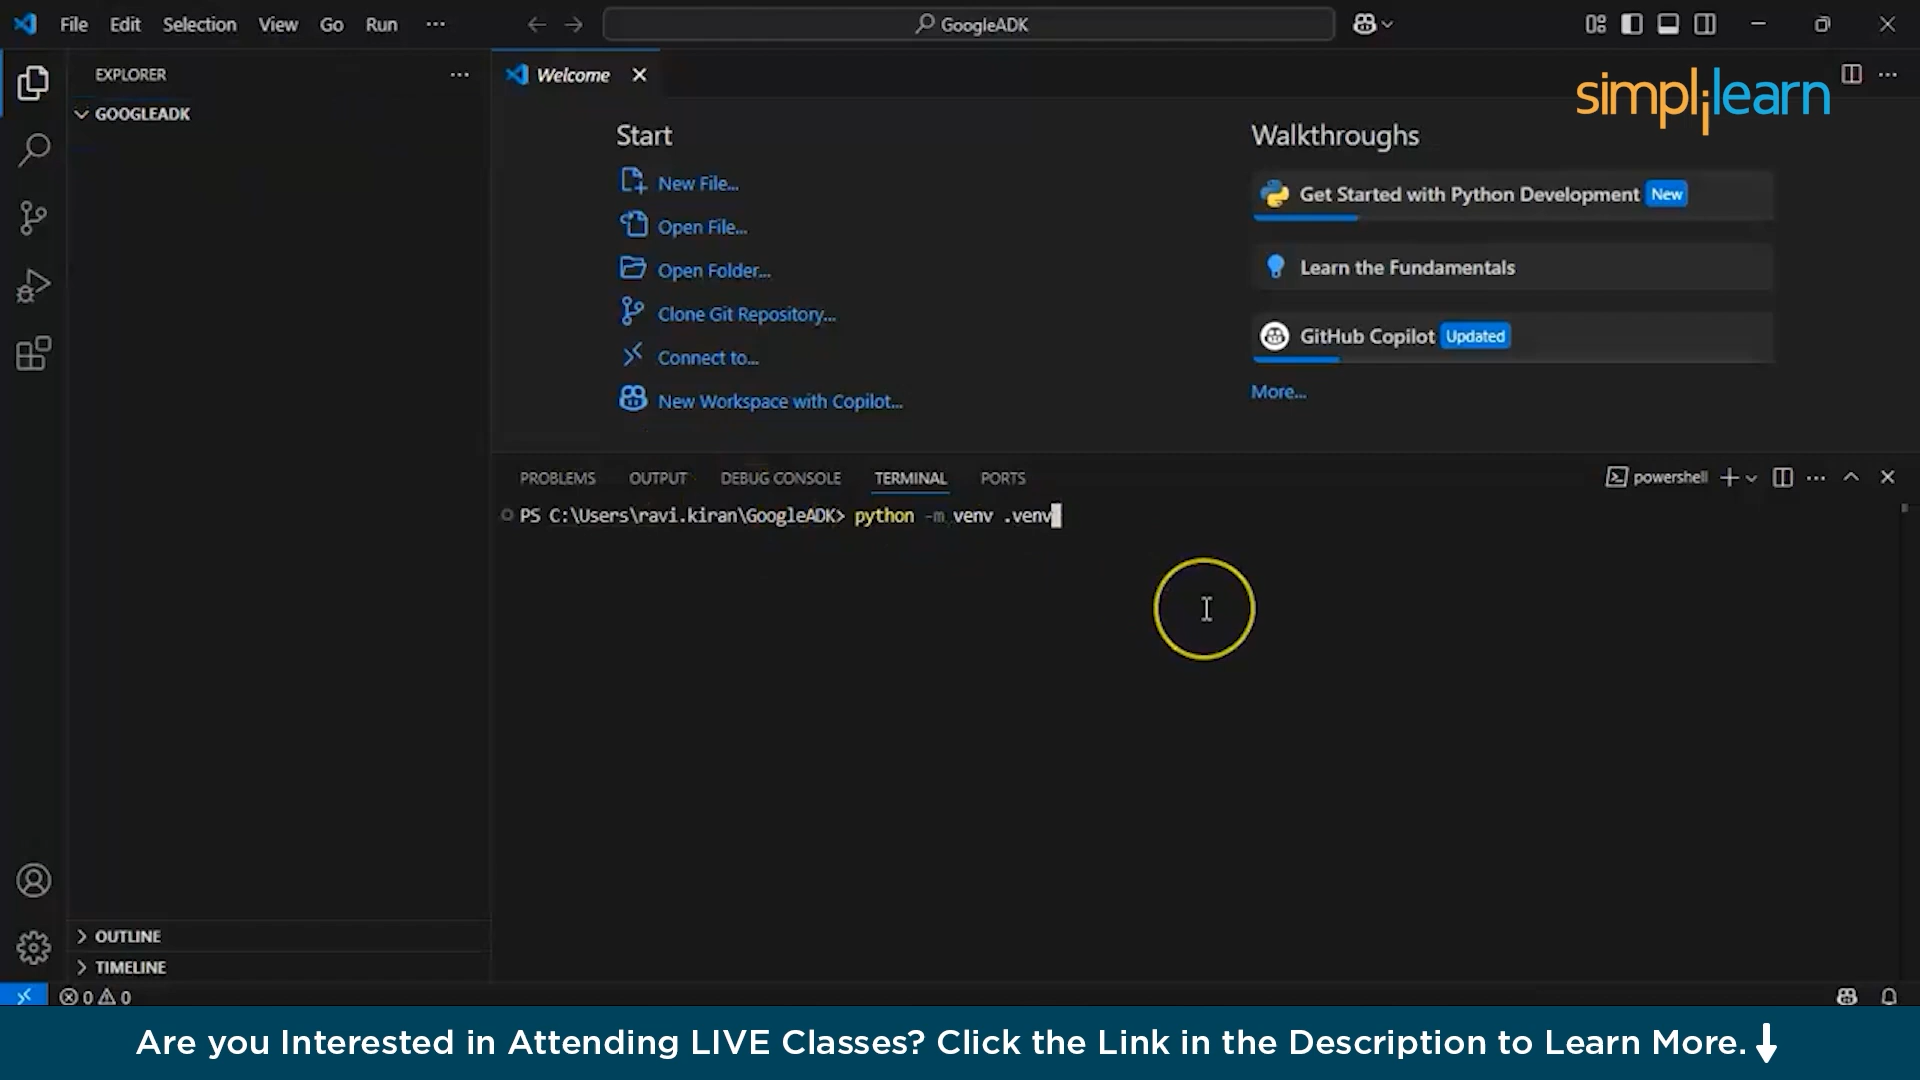 File Edit Selection View Go Run ...
GoogleADK
EXPLORER ...
GOOGLEADK
Welcome
simplilearn
Start
New File...
Open File...
Open Folder...
Clone Git Repository...
Connect to...
New Workspace with Copilot...
Walkthroughs
Get Started with Python Development New
Learn the Fundamentals
GitHub Copilot Updated
More...
PROBLEMS OUTPUT DEBUG CONSOLE TERMINAL PORTS
powershell
PS C:\Users\ravi.kiran\GoogleADK> python -m venv .venv
OUTLINE
TIMELINE
0 0
Are you Interested in Attending LIVE Classes? Click the Link in the Description to Learn More.